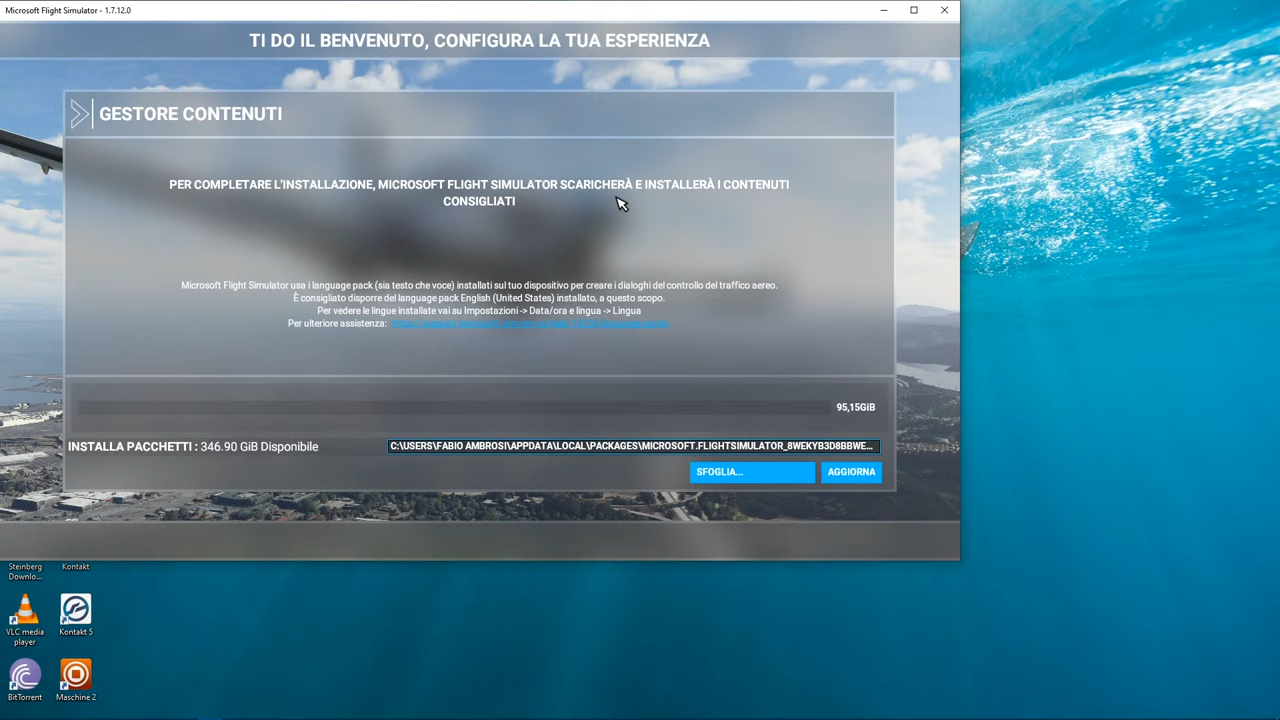 Microsoft Flight Simulator - 1.7.12.0
TI DO IL BENVENUTO, CONFIGURA LA TUA ESPERIENZA
GESTORE CONTENUTI
PER COMPLETARE L'INSTALLAZIONE, MICROSOFT FLIGHT SIMULATOR SCARICHERÀ E INSTALLERÀ I CONTENUTI
CONSIGLIATI
Microsoft Flight Simulator usa i language pack (sia testo che voce) installati sul tuo dispositivo per creare i dialoghi del controllo del traffico aereo.
È consigliato disporre del language pack English (United States) installato, a questo scopo.
Per vedere le lingue installate vai su Impostazioni -> Data/ora e lingua -> Lingua
Per ulteriore assistenza:
95,15GiB
INSTALLA PACCHETTI : 346.90 GiB Disponibile
C:\USERS\FABIO AMBROSI\APPDATA\LOCAL\PACKAGES\MICROSOFT.FLIGHTSIMULATOR_8WEKYB3D8BBWE...
SFOGLIA...
AGGIORNA
Steinberg
Downlo...
Kontakt
VLC media
player
Kontakt 5
BitTorrent
Maschine 2